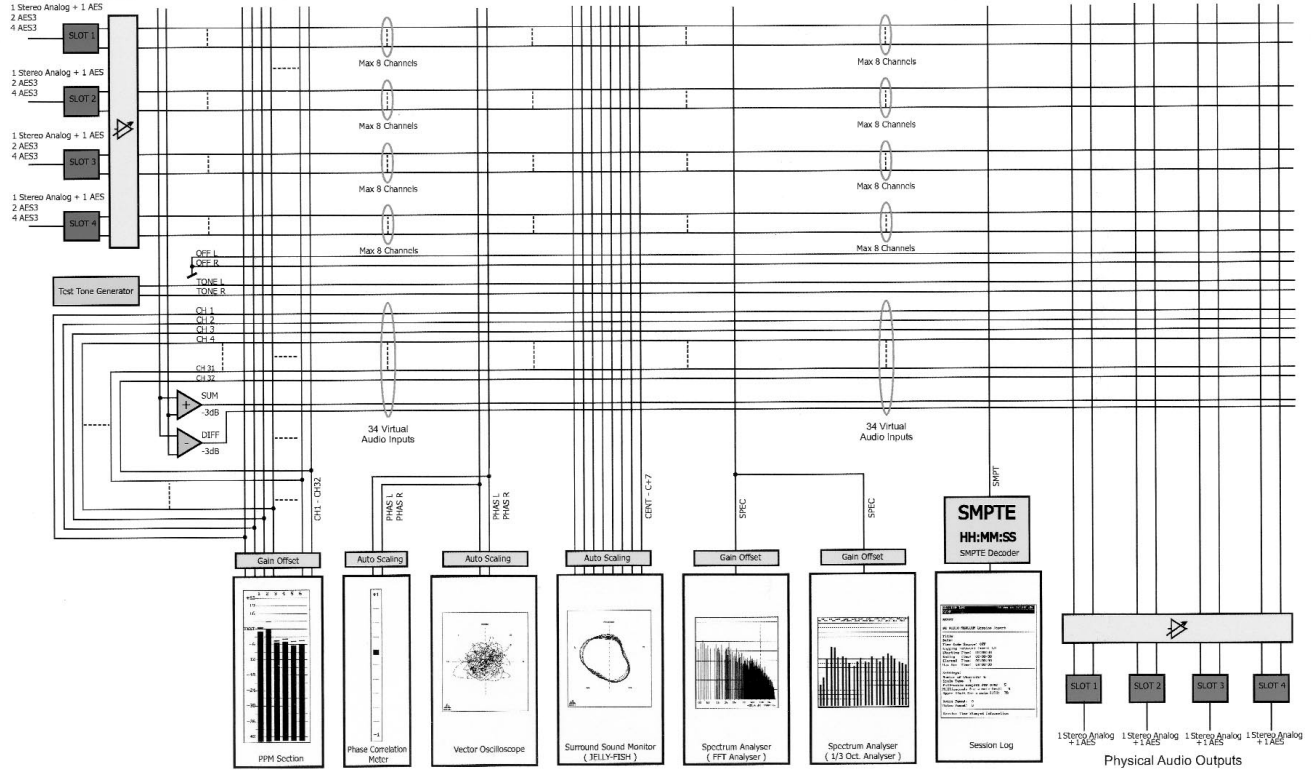 1 Stereo Analog + 1 AES
2 AES3
4 AES3
SLOT 1
Max 8 Channels
Max 8 Channels
1 Stereo Analog + 1 AES
2 AES3
4 AES3
SLOT 2
Max 8 Channels
Max 8 Channels
1 Stereo Analog + 1 AES
2 AES3
4 AES3
SLOT 3
Max 8 Channels
Max 8 Channels
1 Stereo Analog + 1 AES
2 AES3
4 AES3
SLOT 4
Max 8 Channels
Max 8 Channels
OFF L
OFF R
TONE L
TONE R
Test Tone Generator
CH 1
CH 2
CH 3
CH 4
CH 31
CH 32
SUM
+
-3dB
DIFF
-
-3dB
34 Virtual
Audio Inputs
34 Virtual
Audio Inputs
CH1 - CH32
PHAS L
PHAS R
PHAS L
PHAS R
CENT - C+7
SPEC
SPEC
SMPT
SMPTE
HH:MM:SS
SMPTE Decoder
Gain Offset
Auto Scaling
Auto Scaling
Auto Scaling
Gain Offset
Gain Offset
1 2 3 4 5 6
+1
-1
PPM Section
Phase Correlation
Meter
Vector Oscilloscope
Surround Sound Monitor
( JELLY-FISH )
Spectrum Analyser
( FFT Analyser )
Spectrum Analyser
( 1/3 Oct. Analyser )
Session Log
SLOT 1
SLOT 2
SLOT 3
SLOT 4
1 Stereo Analog
+ 1 AES
1 Stereo Analog
+ 1 AES
1 Stereo Analog
+ 1 AES
1 Stereo Analog
+ 1 AES
Physical Audio Outputs